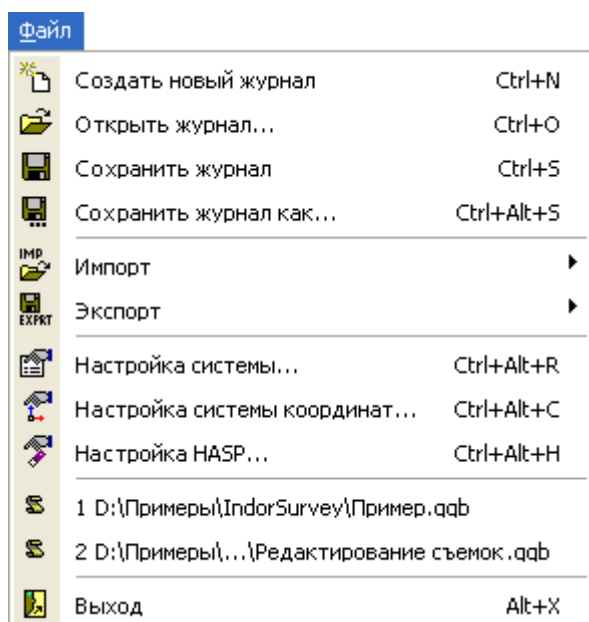 Файл
Создать новый журнал Ctrl+N
Открыть журнал... Ctrl+O
Сохранить журнал Ctrl+S
Сохранить журнал как... Ctrl+Alt+S
IMP
Импорт
Экспорт
EXPRT
Настройка системы... Ctrl+Alt+R
Настройка системы координат... Ctrl+Alt+C
Настройка HASP... Ctrl+Alt+H
1 D:\Примеры\IndorSurvey\Пример.qqb
2 D:\Примеры\...\Редактирование съемок.qqb
Выход Alt+X